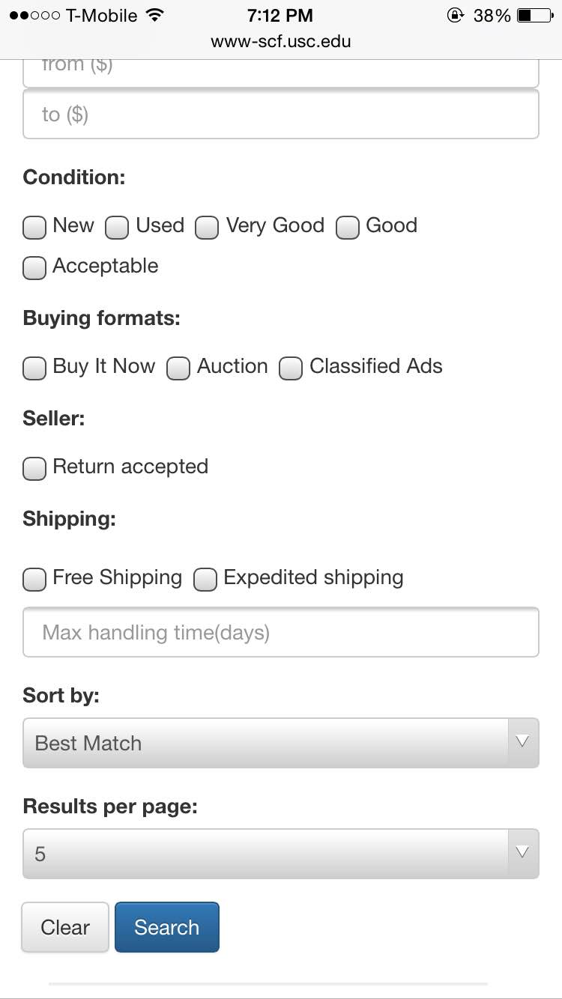 T-Mobile 7:12 PM 38%
www-scf.usc.edu
from ($)
to ($)
Condition:
New Used Very Good Good
Acceptable
Buying formats:
Buy It Now Auction Classified Ads
Seller:
Return accepted
Shipping:
Free Shipping Expedited shipping
Max handling time(days)
Sort by:
Best Match
Results per page:
5
Clear Search